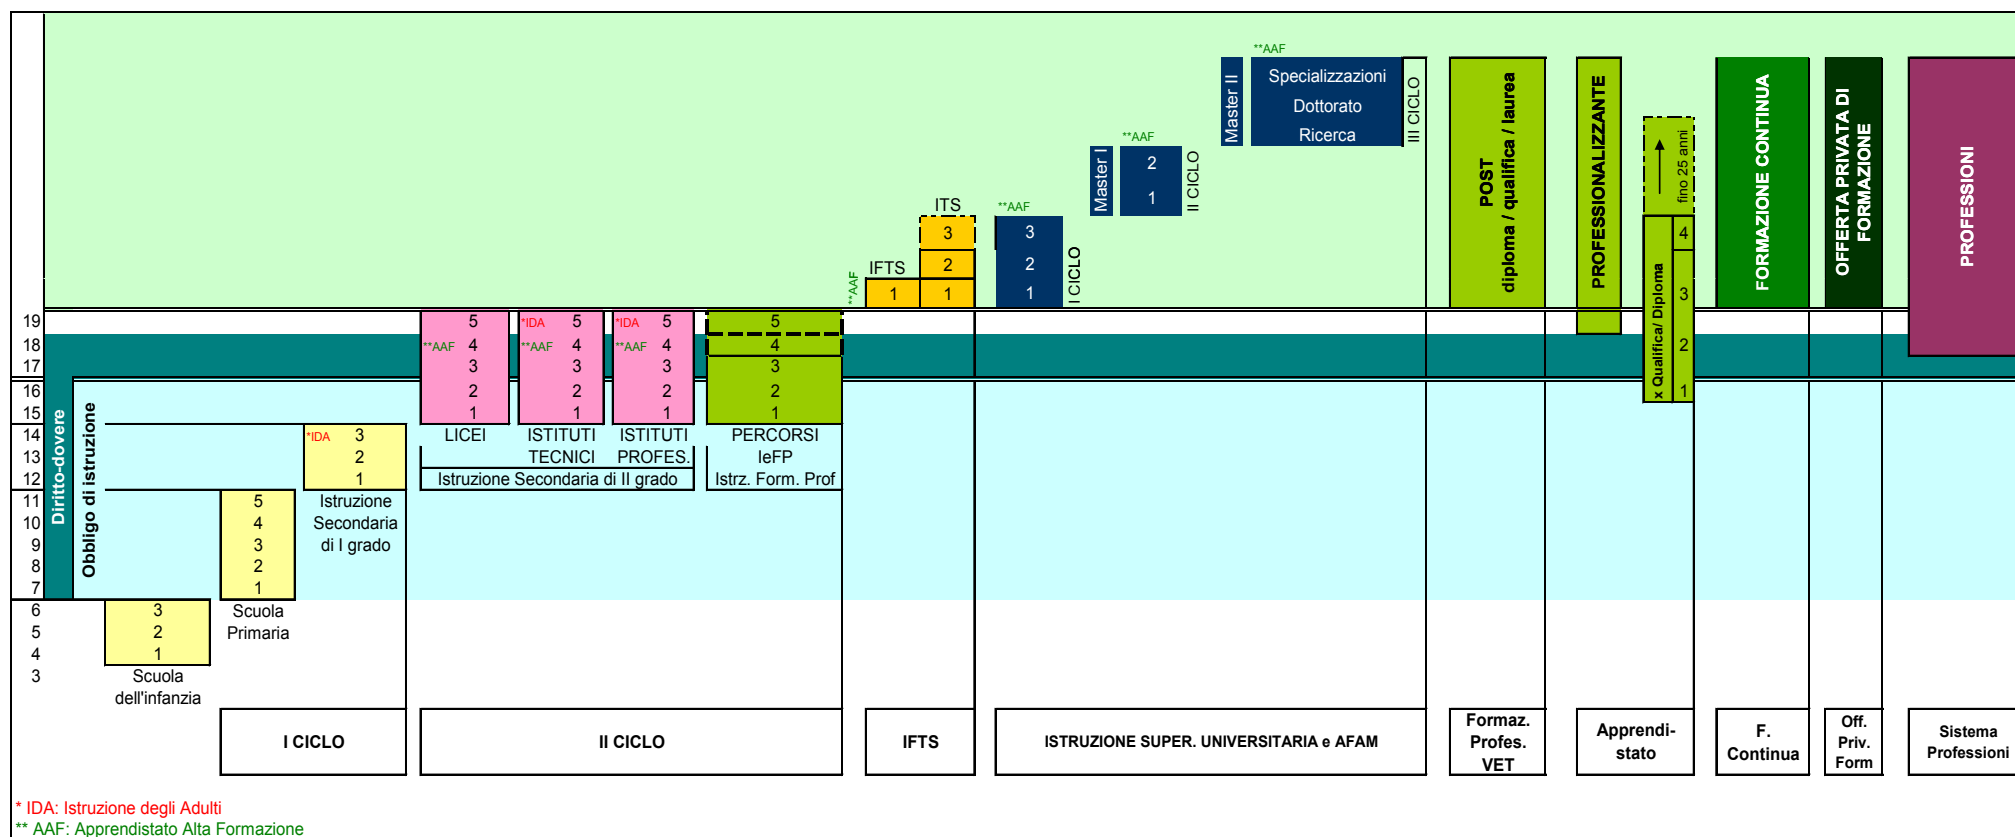 **AAF
Master II
Specializzazioni
Dottorato
Ricerca
III CICLO
**AAF
Master I
2
1
II CICLO
ITS
3
2
1
IFTS
1
**AAF
**AAF
3
2
1
I CICLO
POST
diploma / qualifica / laurea
PROFESSIONALIZZANTE
fino 25 anni
x Qualifica/ Diploma
4
3
2
1
FORMAZIONE CONTINUA
OFFERTA PRIVATA DI
FORMAZIONE
PROFESSIONI
19
18
17
16
15
14
13
12
11
10
9
8
7
6
5
4
3
Diritto-dovere
Obbligo di istruzione
5
**AAF 4
3
2
1
LICEI
*IDA 5
**AAF 4
3
2
1
ISTITUTI
TECNICI
*IDA 5
**AAF 4
3
2
1
ISTITUTI
PROFES.
Istruzione Secondaria di II grado
5
4
3
2
1
PERCORSI
IeFP
Istrz. Form. Prof
*IDA 3
2
1
Istruzione
Secondaria
di I grado
5
4
3
2
1
Scuola
Primaria
3
2
1
Scuola
dell'infanzia
I CICLO
II CICLO
IFTS
ISTRUZIONE SUPER. UNIVERSITARIA e AFAM
Formaz.
Profes.
VET
Apprendi-
stato
F.
Continua
Off.
Priv.
Form
Sistema
Professioni
* IDA: Istruzione degli Adulti
** AAF: Apprendistato Alta Formazione